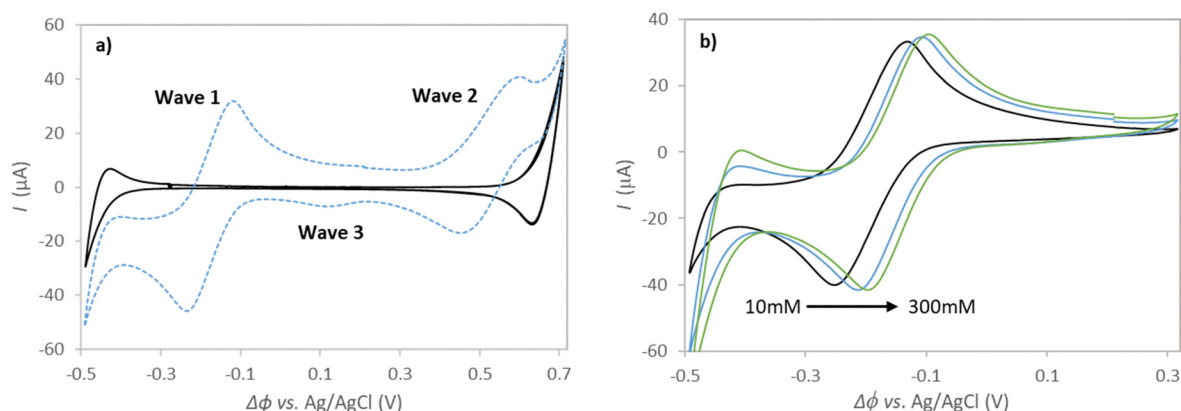 a)
Wave 1
Wave 2
Wave 3
60
40
20
0
-20
-40
-60
I (μA)
-0.5
-0.3
-0.1
0.1
0.3
0.5
0.7
Δϕ vs. Ag/AgCl (V)
b)
40
20
0
-20
-40
-60
I (μA)
10mM
300mM
-0.5
-0.3
-0.1
0.1
0.3
Δϕ vs. Ag/AgCl (V)